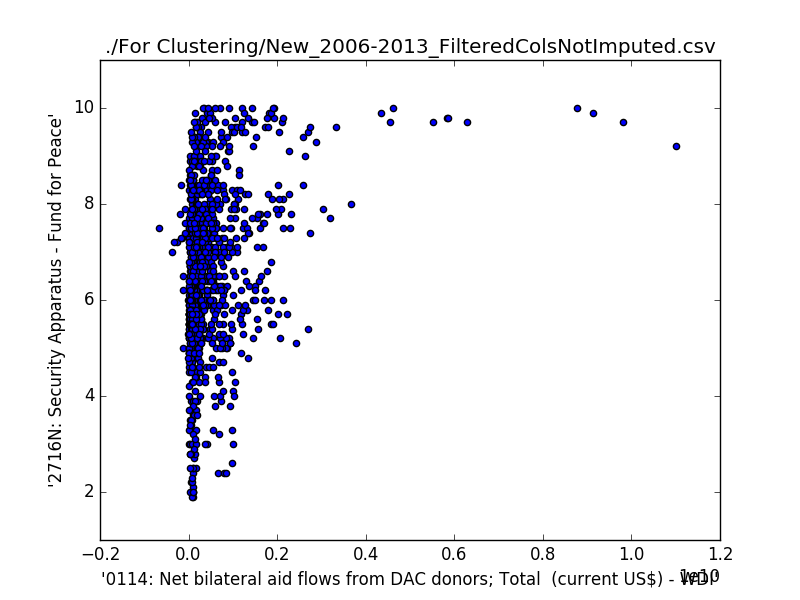 ./For Clustering/New_2006-2013_FilteredColsNotImputed.csv
'2716N: Security Apparatus - Fund for Peace'
10
8
6
4
2
−0.2 0.0 0.2 0.4 0.6 0.8 1.0 1.2
1e10
'0114: Net bilateral aid flows from DAC donors; Total (current US$) - WDI'